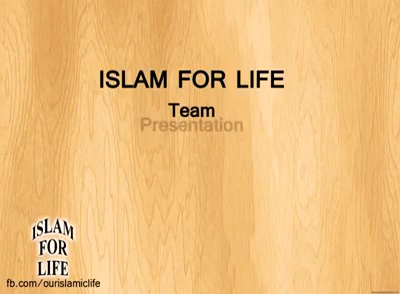 ISLAM FOR LIFE
Team
Presentation
ISLAM
FOR
LIFE
fb.com/ourislamiclife